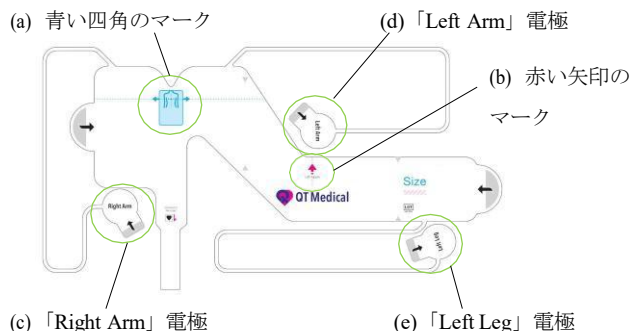 (a) 青い四角のマーク
(d)「Left Arm」電極
(b) 赤い矢印の
マーク
Left Arm
Size
QT Medical
LOT
Right Arm
Left Leg
(c)「Right Arm」電極
(e)「Left Leg」電極